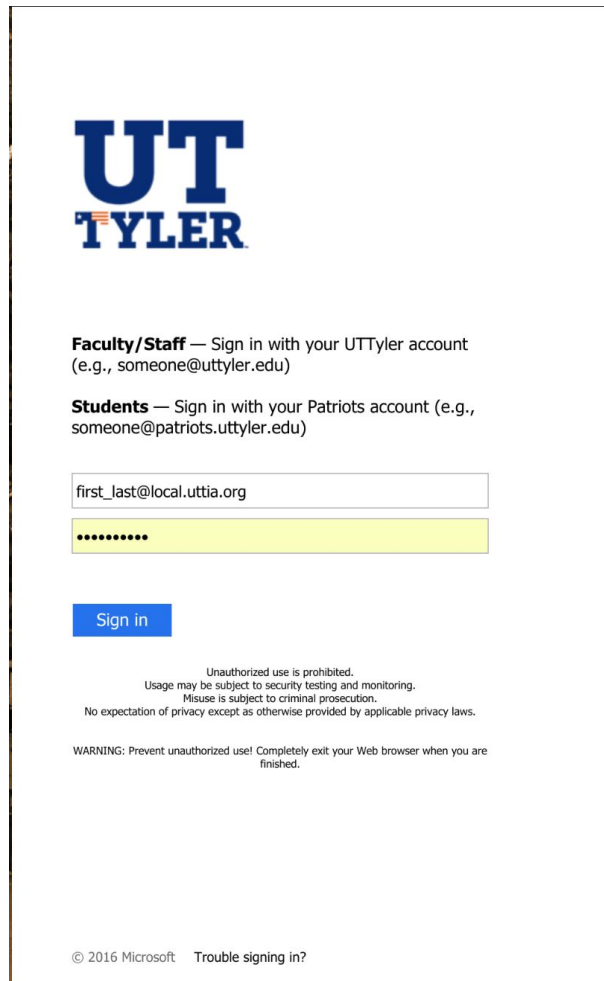 UT
TYLER
Faculty/Staff — Sign in with your UTTyler account
(e.g., someone@uttyler.edu)
Students — Sign in with your Patriots account (e.g.,
someone@patriots.uttyler.edu)
first_last@local.uttia.org
••••••••••
Sign in
Unauthorized use is prohibited.
Usage may be subject to security testing and monitoring.
Misuse is subject to criminal prosecution.
No expectation of privacy except as otherwise provided by applicable privacy laws.
WARNING: Prevent unauthorized use! Completely exit your Web browser when you are
finished.
© 2016 Microsoft Trouble signing in?